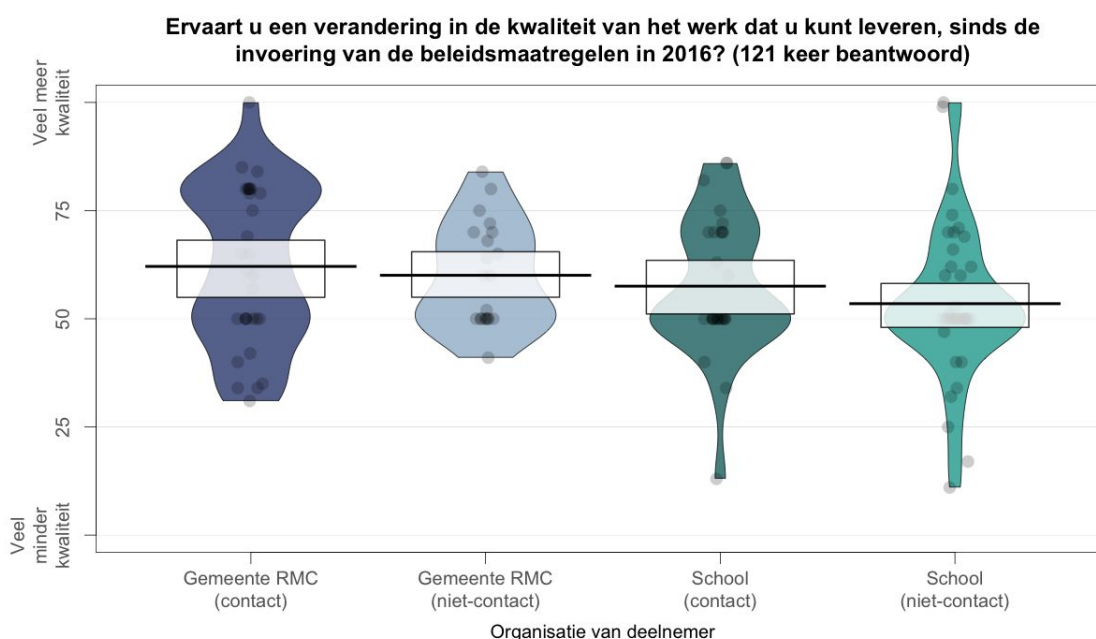 Ervaart u een verandering in de kwaliteit van het werk dat u kunt leveren, sinds de
invoering van de beleidsmaatregelen in 2016? (121 keer beantwoord)
Veel meer
kwaliteit
75
50
25
Veel
minder
kwaliteit
Gemeente RMC
(contact)
Gemeente RMC
(niet-contact)
School
(contact)
School
(niet-contact)
Organisatie van deelnemer